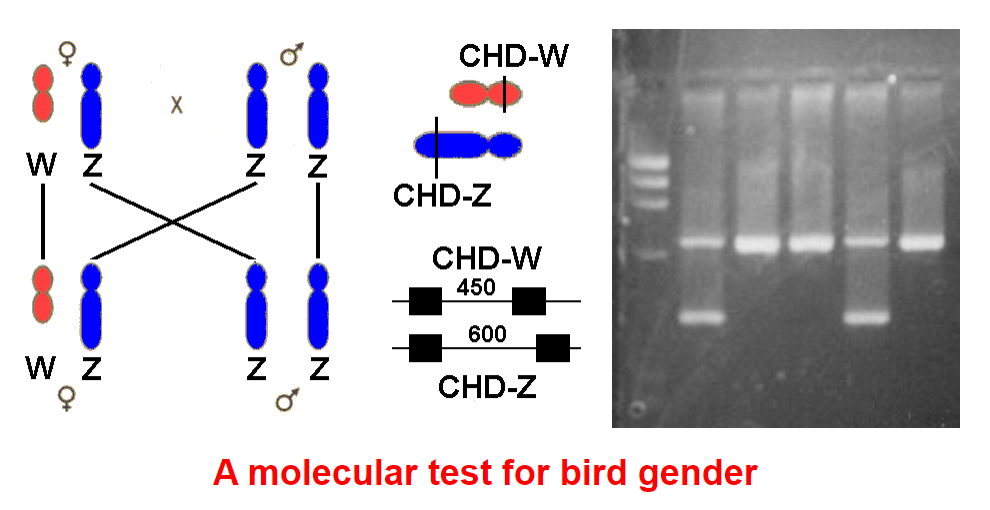 ♀ ♂
X
W Z Z Z
W Z Z Z
♀ ♂
CHD-W
CHD-Z
CHD-W
450
600
CHD-Z
A molecular test for bird gender